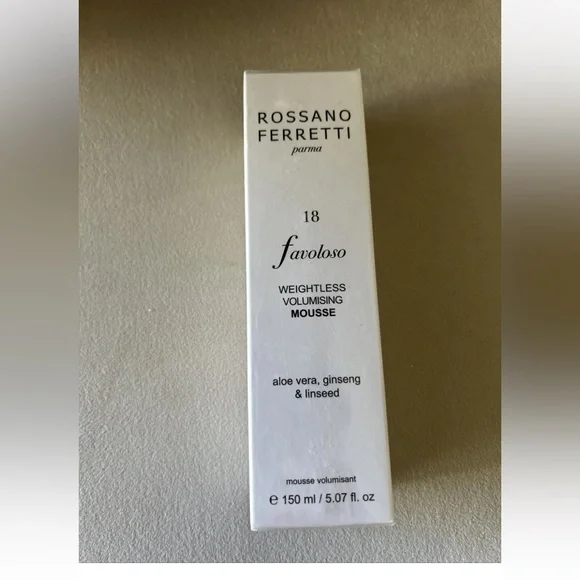 ROSSANO
FERRETTI
parma
18
favoloso
WEIGHTLESS
VOLUMISING
MOUSSE
aloe vera, ginseng
& linseed
mousse volumisant
℮ 150 ml / 5.07 fl. oz